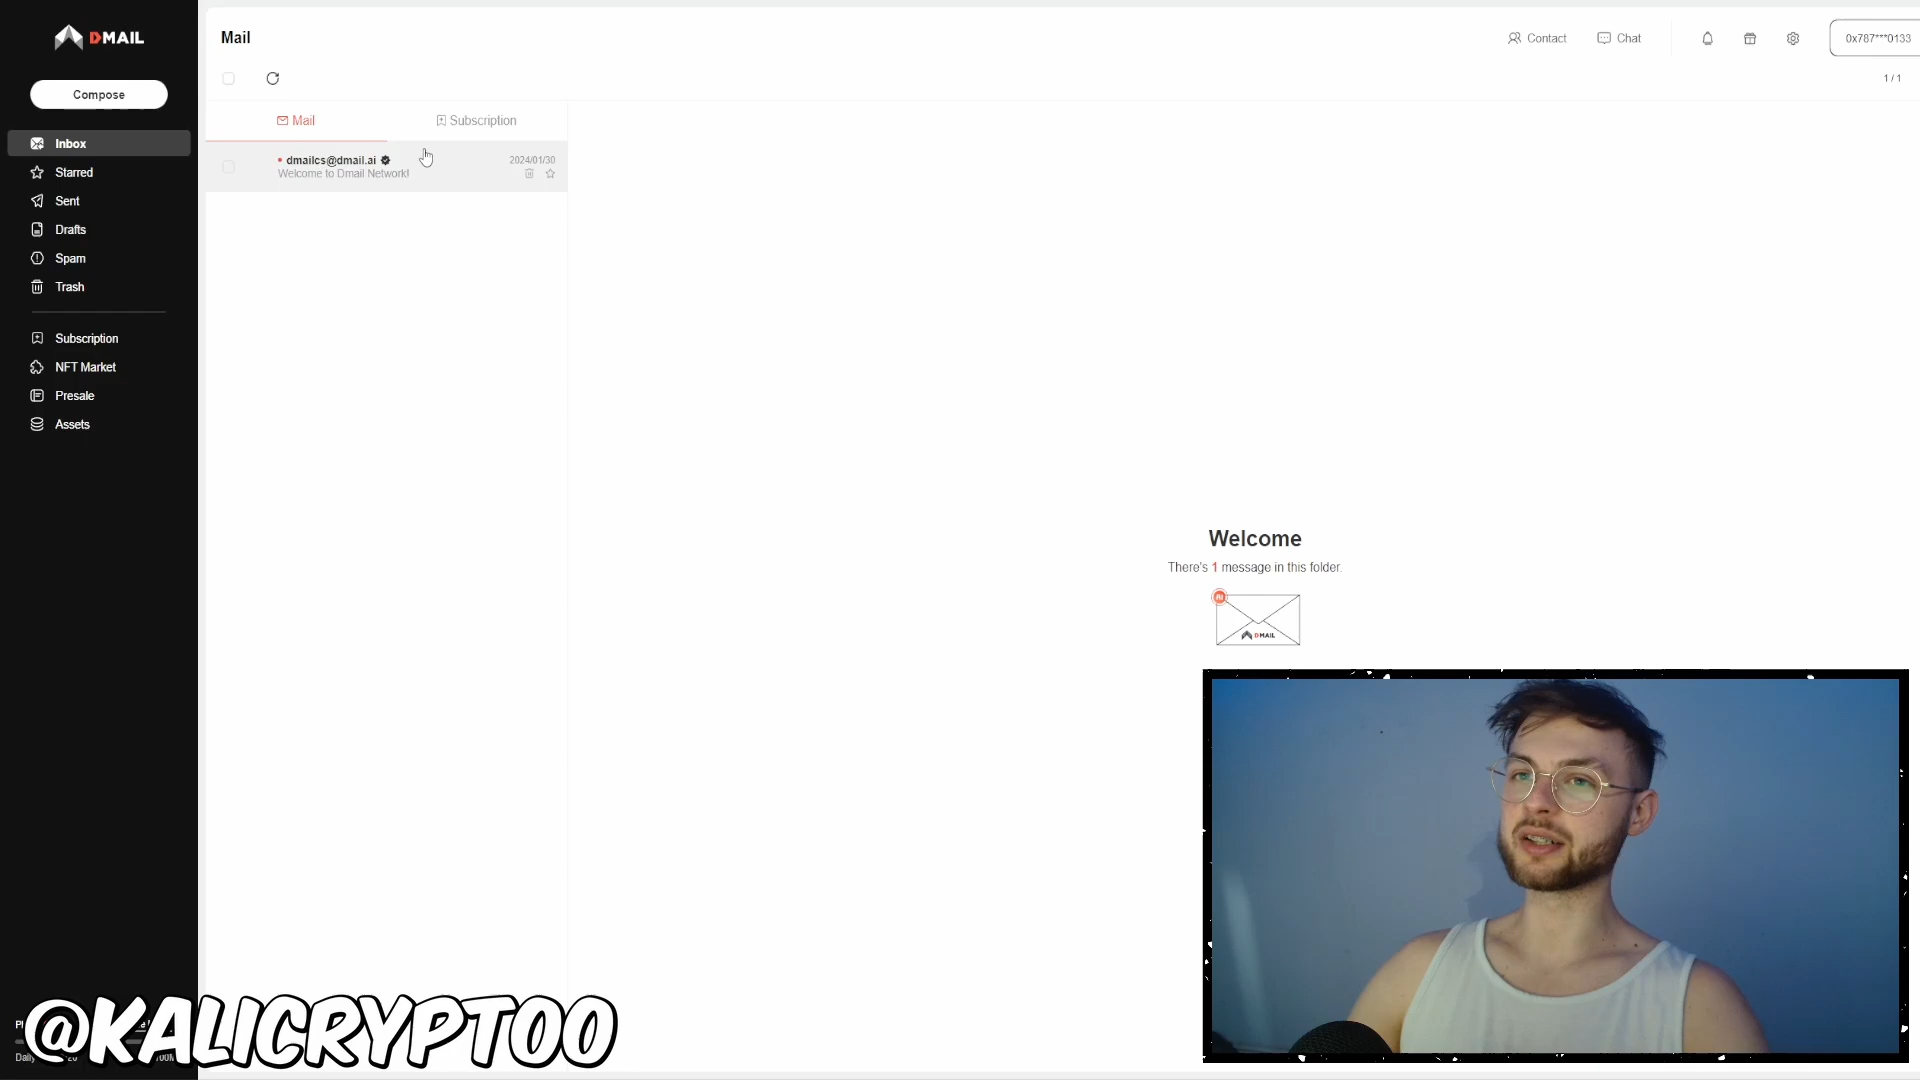 DMAIL
Compose
Inbox
Starred
Sent
Drafts
Spam
Trash
Subscription
NFT Market
Presale
Assets
Mail
Contact
Chat
0x787***0133
1 / 1
Mail
Subscription
dmailcs@dmail.ai
2024/01/30
Welcome to Dmail Network!
Welcome
There's 1 message in this folder.
AI
DMAIL
@KALICRYPTOO